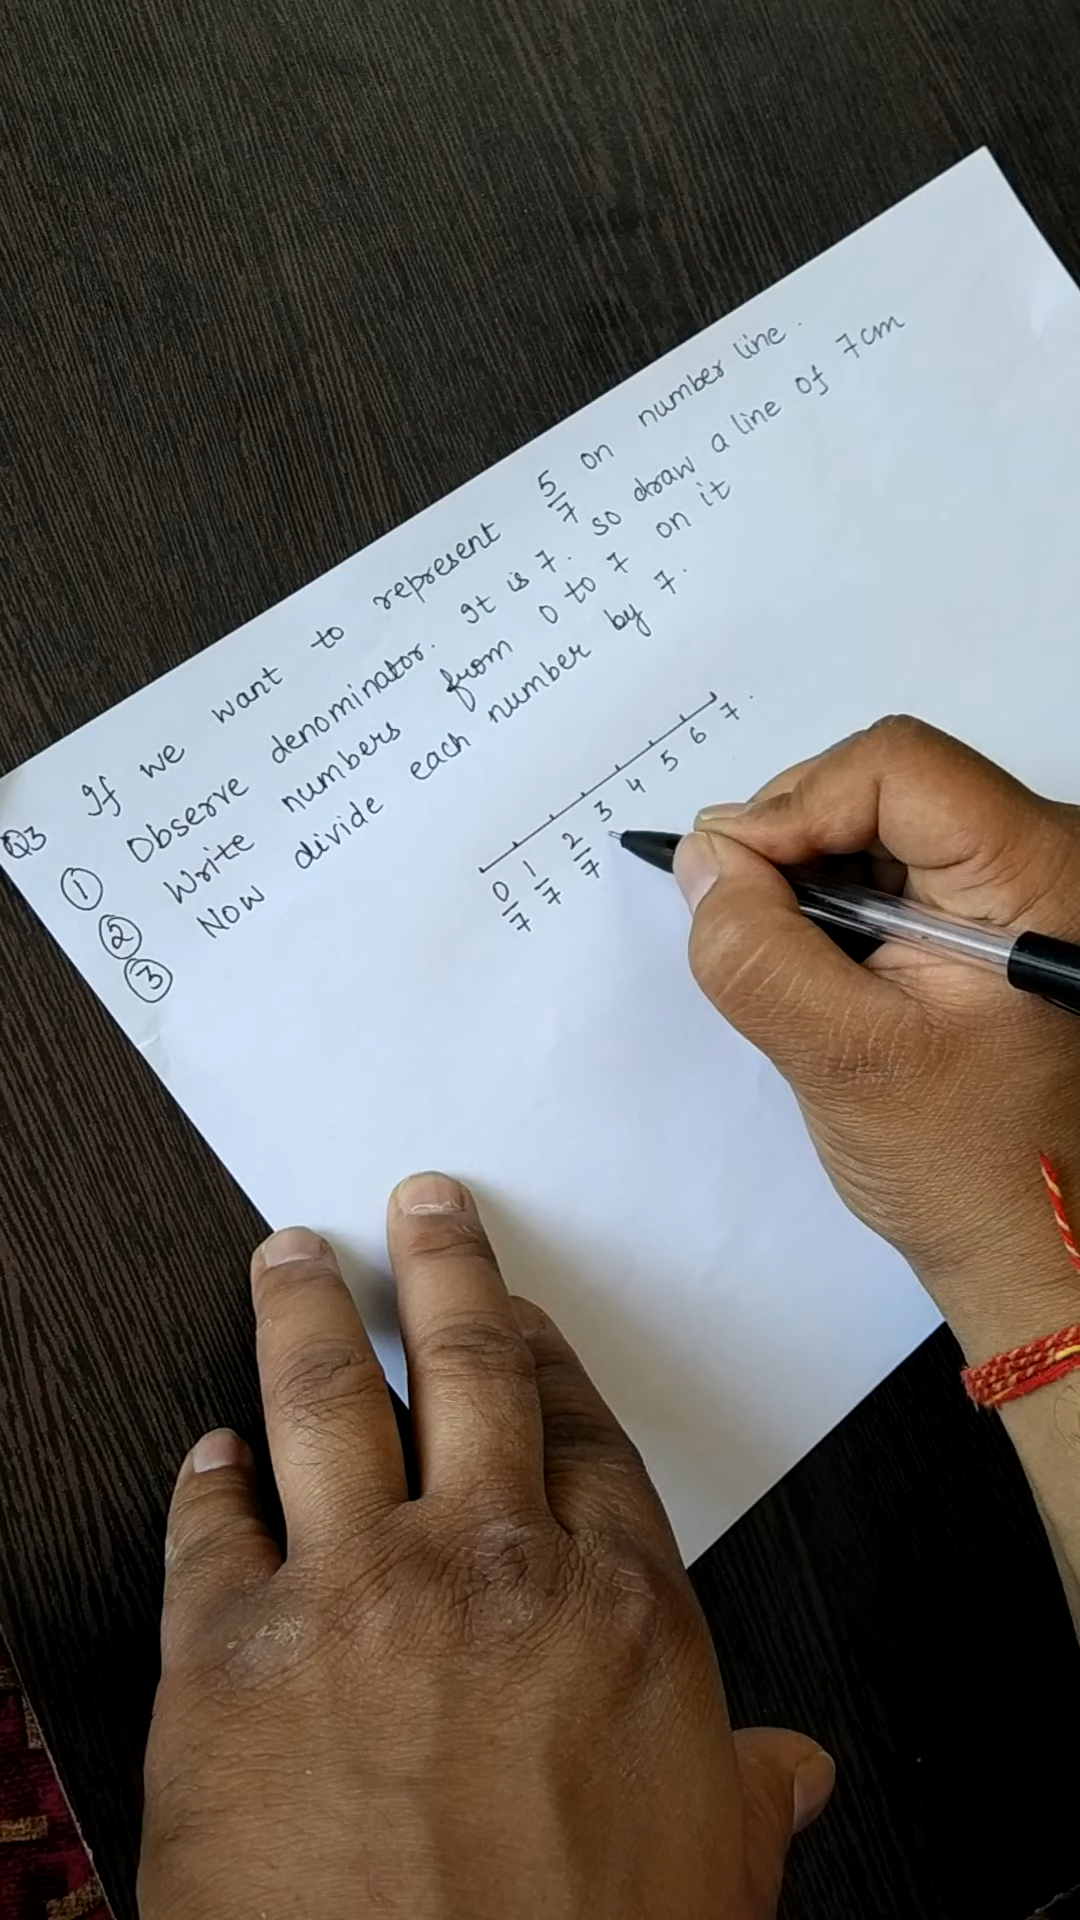 Q3 If we want to represent 5/7 on number line.
① Observe denominator. It is 7. so draw a line of 7cm
② Write numbers from 0 to 7 on it
③ Now divide each number by 7.
0/7 1/7 2/7 3 4 5 6 7.